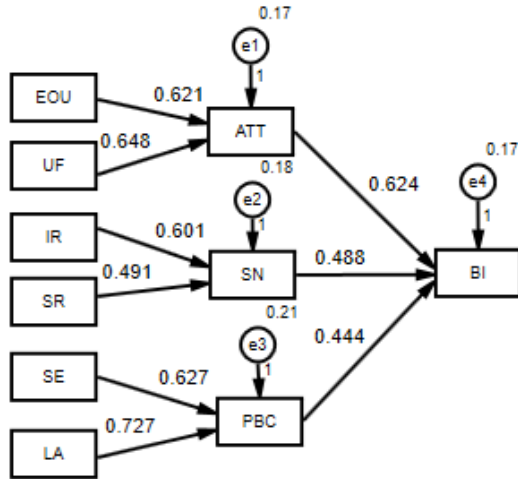 0.17
e1
1
EOU
0.621
ATT
0.648
UF
0.18
0.17
e4
1
0.624
e2
1
IR
0.601
SN
0.488
BI
0.491
SR
0.21
e3
1
0.444
SE
0.627
PBC
0.727
LA